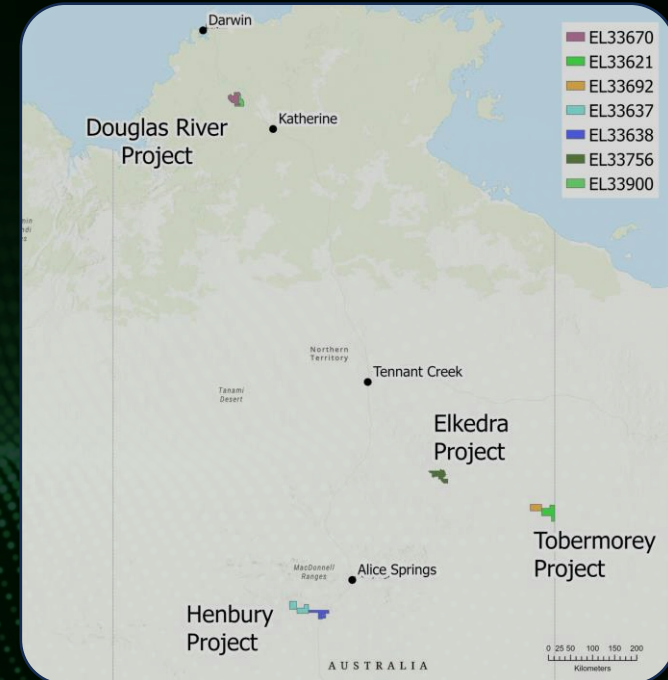 Darwin
EL33670
EL33621
EL33692
EL33637
EL33638
EL33756
EL33900
Douglas River
Project
Katherine
Northern
Territory
Tennant Creek
Tanami
Desert
Elkedra
Project
Tobermorey
Project
MacDonnell
Ranges
Alice Springs
Henbury
Project
AUSTRALIA
0 25 50 100 150 200
Kilometers